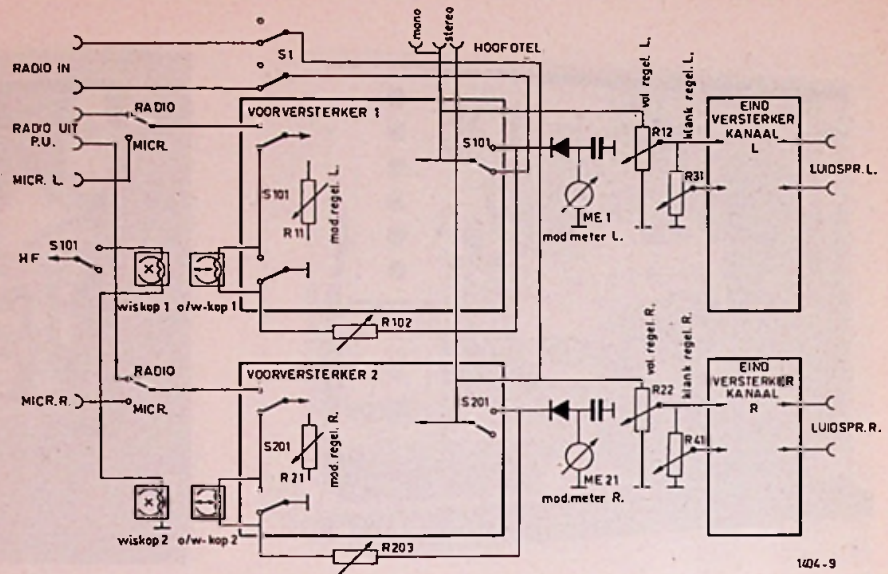 mono
stereo
HOOFOTEL
S1
RADIO IN
RADIO
RADIO UIT
P.U.
MICR.
MICR. L.
VOORVERSTERKER 1
S101
S101
R11
mod.regel. L.
S101
HF
wiskop 1
o/w-kop 1
R102
ME 1
mod meter L.
vol regel. L.
R12
klank regel. L.
R31
EIND
VERSTERKER
KANAAL
L
LUIDSPR. L.
RADIO
MICR. R.
MICR.
VOORVERSTERKER 2
S201
S201
R21
mod. regel. R.
wiskop 2
o/w-kop 2
R203
ME 21
mod.meter R.
vol regel. R.
R22
klank regel. R.
R41
EIND
VERSTERKER
KANAAL
R
LUIDSPR. R.
1404-9